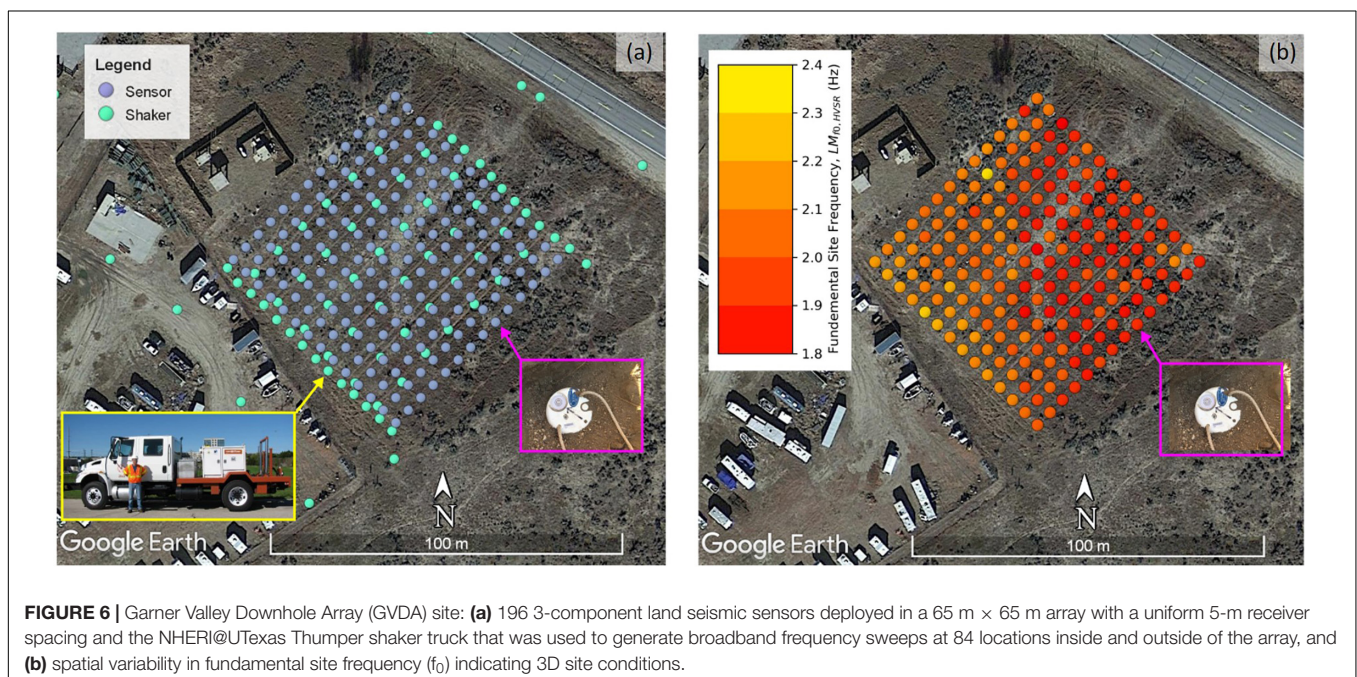 (a)
Legend
Sensor
Shaker
N
Google Earth
100 m
(b)
2.4
2.3
2.2
2.1
2.0
1.9
1.8
Fundemental Site Frequency, LMf0, HVSR (Hz)
N
Google Earth
100 m
FIGURE 6 | Garner Valley Downhole Array (GVDA) site: (a) 196 3-component land seismic sensors deployed in a 65 m × 65 m array with a uniform 5-m receiver
spacing and the NHERI@UTexas Thumper shaker truck that was used to generate broadband frequency sweeps at 84 locations inside and outside of the array, and
(b) spatial variability in fundamental site frequency (f0) indicating 3D site conditions.